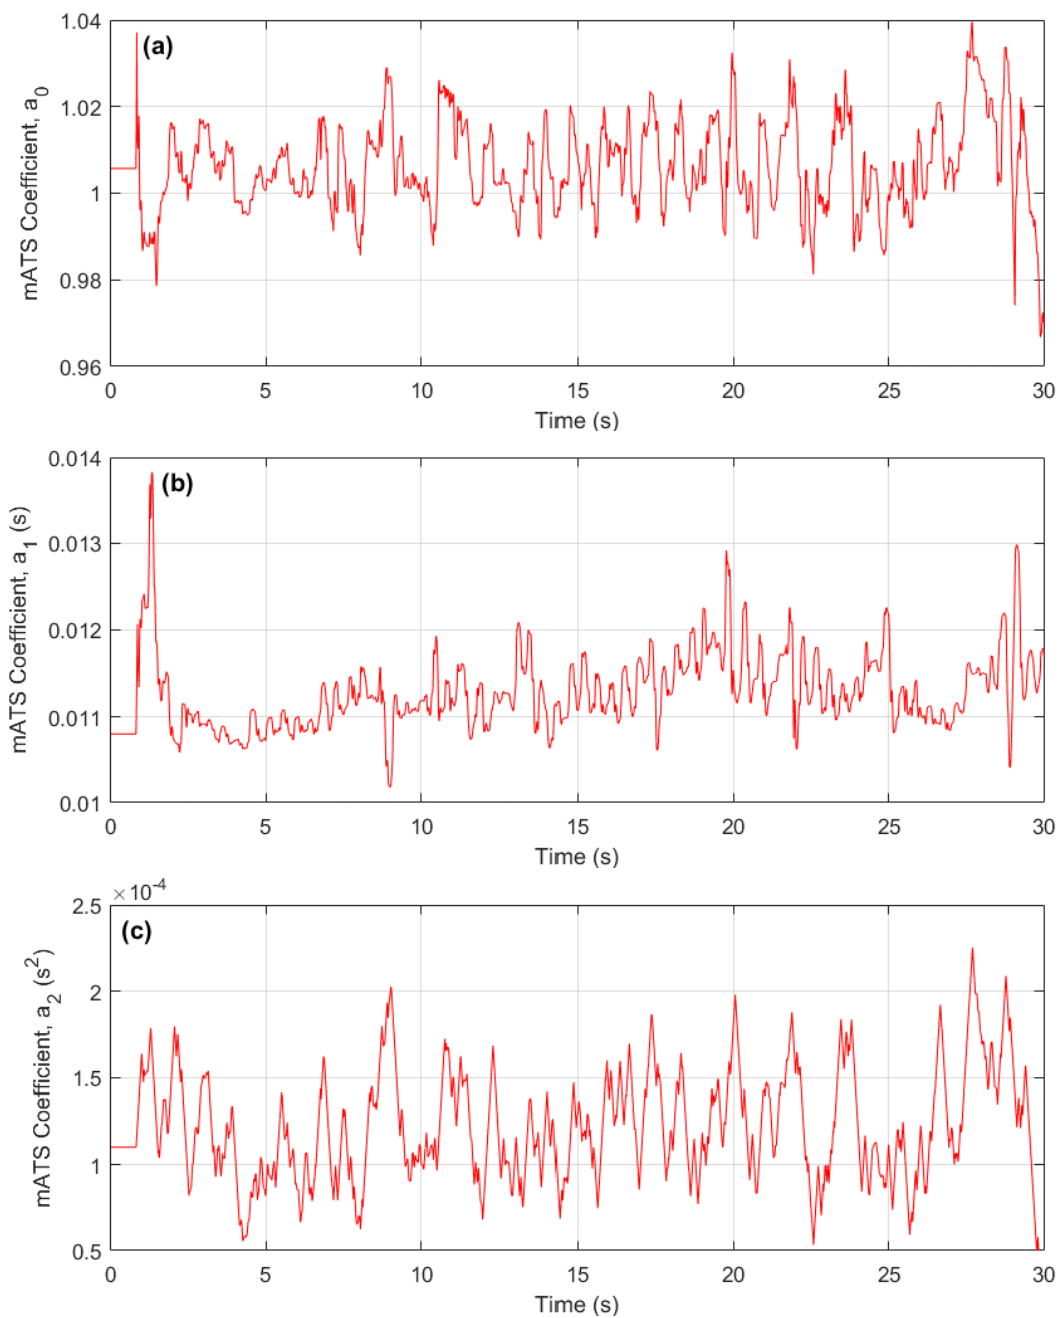 (a)
mATS Coefficient, a₀
1.04
1.02
1
0.98
0.96
0 5 10 15 20 25 30
Time (s)
(b)
mATS Coefficient, a₁ (s)
0.014
0.013
0.012
0.011
0.01
0 5 10 15 20 25 30
Time (s)
×10⁻⁴
(c)
mATS Coefficient, a₂ (s²)
2.5
2
1.5
1
0.5
0 5 10 15 20 25 30
Time (s)